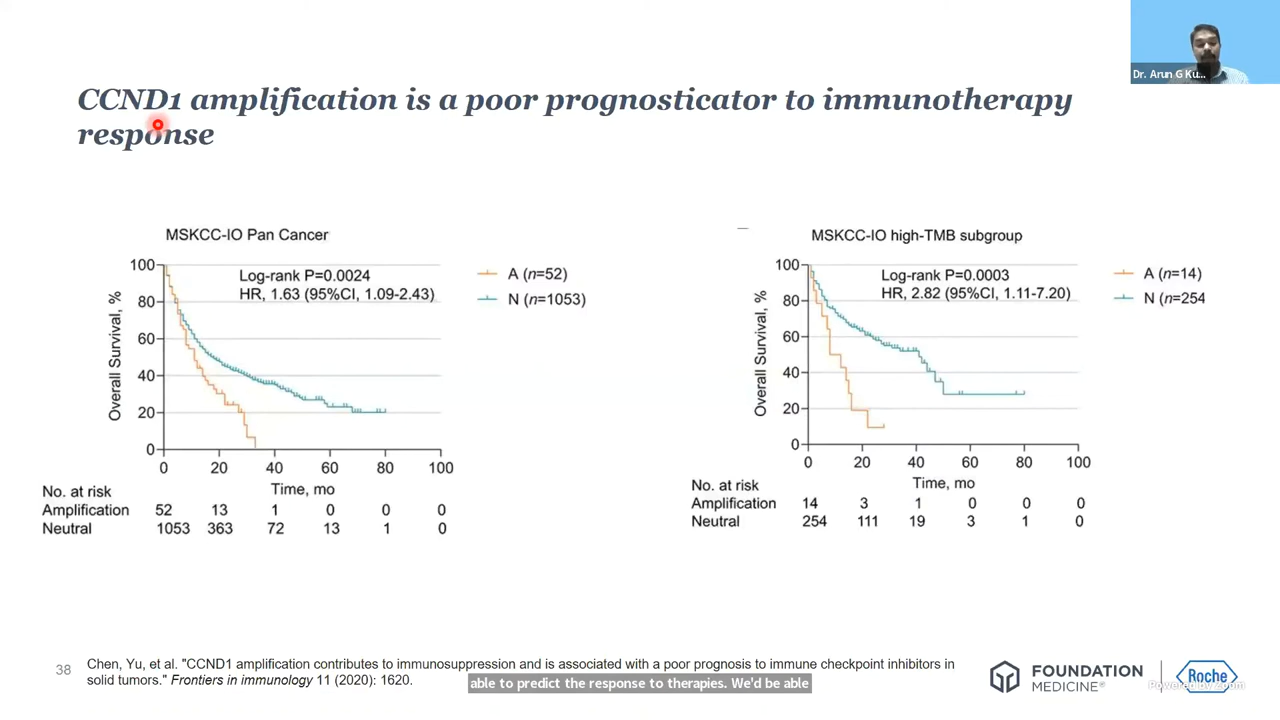 Dr. Arun G Ku...
CCND1 amplification is a poor prognosticator to immunotherapy
response
MSKCC-IO Pan Cancer
Log-rank P=0.0024
HR, 1.63 (95%CI, 1.09-2.43)
A (n=52)
N (n=1053)
Overall Survival, %
100
80
60
40
20
0
0 20 40 60 80 100
Time, mo
No. at risk
Amplification 52 13 1 0 0 0
Neutral 1053 363 72 13 1 0
MSKCC-IO high-TMB subgroup
Log-rank P=0.0003
HR, 2.82 (95%CI, 1.11-7.20)
A (n=14)
N (n=254
Overall Survival, %
100
80
60
40
20
0
0 20 40 60 80 100
Time, mo
No. at risk
Amplification 14 3 1 0 0 0
Neutral 254 111 19 3 1 0
38
Chen, Yu, et al. "CCND1 amplification contributes to immunosuppression and is associated with a poor prognosis to immune checkpoint inhibitors in
solid tumors." Frontiers in immunology 11 (2020): 1620.
able to predict the response to therapies. We'd be able
FOUNDATION
MEDICINE®
Roche
Powered by Zoom